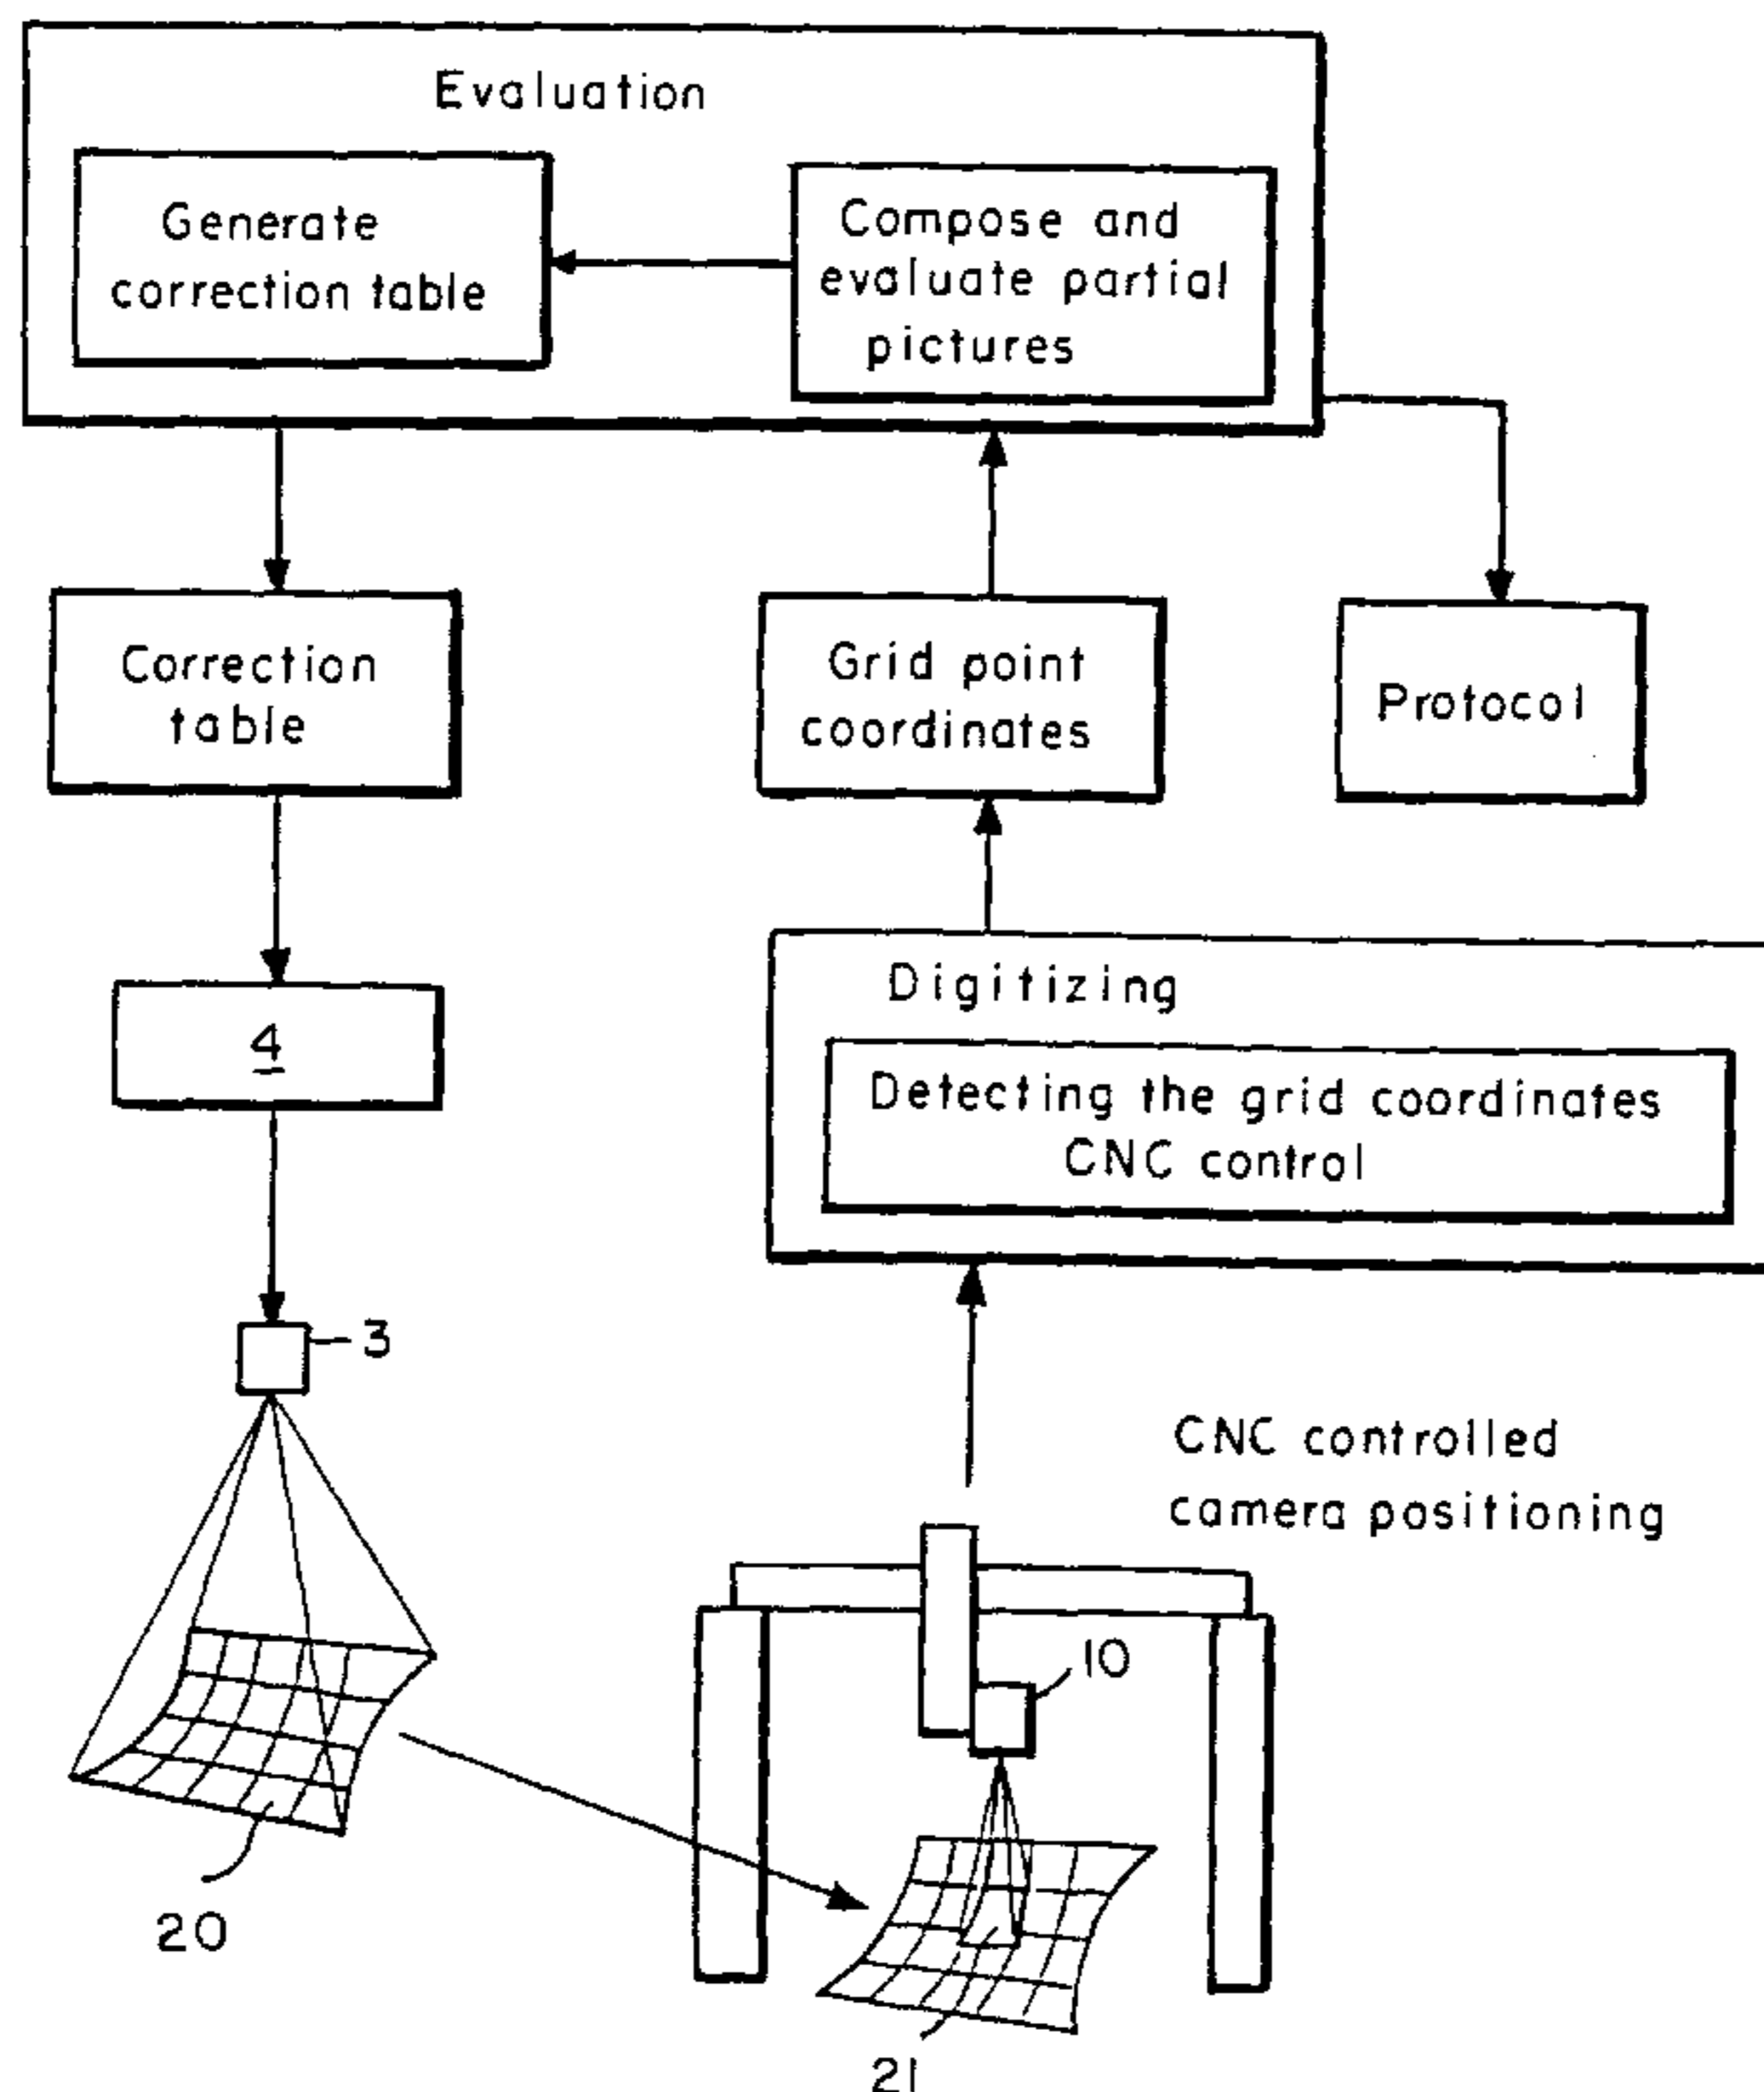 Evaluation
Generate
correction table
Compose and
evaluate partial
pictures
Correction
table
Grid point
coordinates
Protocol
4
Digitizing
Detecting the grid coordinates
CNC control
3
CNC controlled
camera positioning
10
20
21